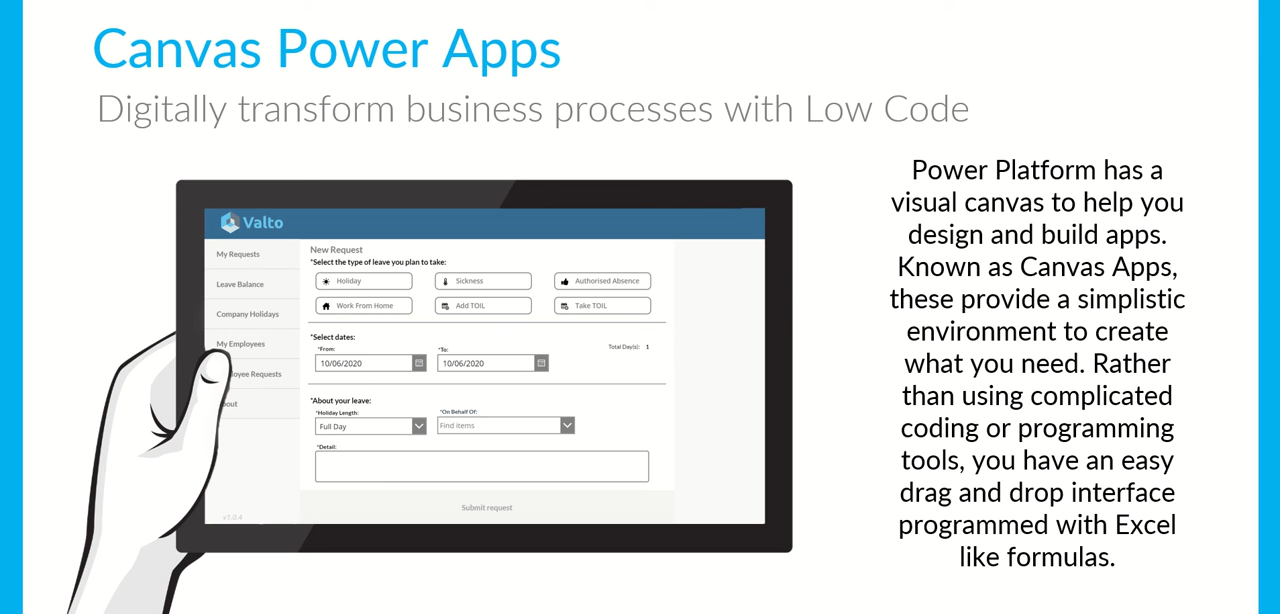 Canvas Power Apps
Digitally transform business processes with Low Code
Valto
My Requests
Leave Balance
Company Holidays
My Employees
loyee Requests
bout
v1.0.4
New Request
*Select the type of leave you plan to take:
Holiday
Sickness
Authorised Absence
Work From Home
Add TOIL
Take TOIL
*Select dates:
*From:
*To:
Total Day(s): 1
10/06/2020
10/06/2020
*About your leave:
*Holiday Length:
*On Behalf Of:
Full Day
Find items
*Detail:
Submit request
Power Platform has a
visual canvas to help you
design and build apps.
Known as Canvas Apps,
these provide a simplistic
environment to create
what you need. Rather
than using complicated
coding or programming
tools, you have an easy
drag and drop interface
programmed with Excel
like formulas.